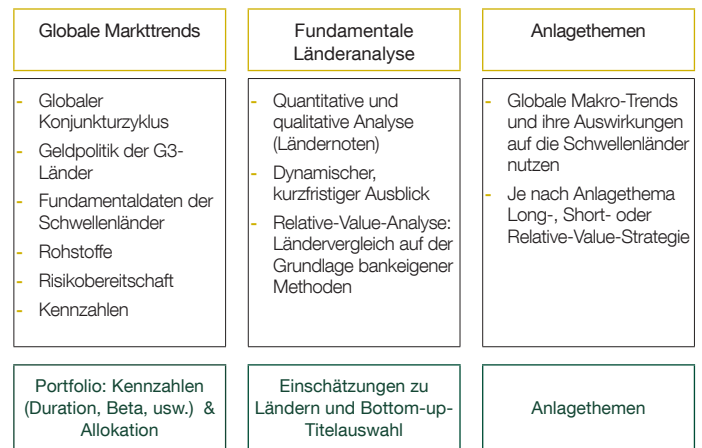 Globale Markttrends
Fundamentale
Länderanalyse
Anlagethemen
- Globaler
Konjunkturzyklus
- Geldpolitik der G3-
Länder
- Fundamentaldaten der
Schwellenländer
- Rohstoffe
- Risikobereitschaft
- Kennzahlen
- Quantitative und
qualitative Analyse
(Ländernoten)
- Dynamischer,
kurzfristiger Ausblick
- Relative-Value-Analyse:
Ländervergleich auf der
Grundlage bankeigener
Methoden
- Globale Makro-Trends
und ihre Auswirkungen
auf die Schwellenländer
nutzen
- Je nach Anlagethema
Long-, Short- oder
Relative-Value-Strategie
Portfolio: Kennzahlen
(Duration, Beta, usw.) &
Allokation
Einschätzungen zu
Ländern und Bottom-up-
Titelauswahl
Anlagethemen